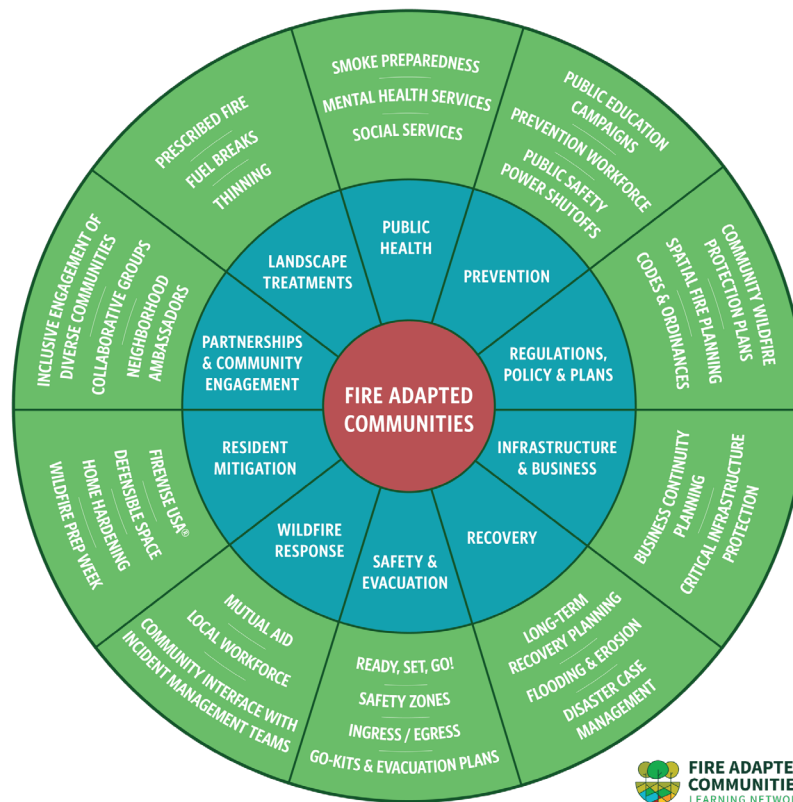 FIRE ADAPTED
COMMUNITIES
PUBLIC
HEALTH
SMOKE PREPAREDNESS
MENTAL HEALTH SERVICES
SOCIAL SERVICES
PREVENTION
PUBLIC EDUCATION
CAMPAIGNS
PREVENTION WORKFORCE
PUBLIC SAFETY
POWER SHUTOFFS
REGULATIONS,
POLICY & PLANS
COMMUNITY WILDFIRE
PROTECTION PLANS
SPATIAL FIRE PLANNING
CODES & ORDINANCES
INFRASTRUCTURE
& BUSINESS
BUSINESS CONTINUITY
PLANNING
CRITICAL INFRASTRUCTURE
PROTECTION
RECOVERY
LONG-TERM
RECOVERY PLANNING
FLOODING & EROSION
DISASTER CASE
MANAGEMENT
SAFETY &
EVACUATION
READY, SET, GO!
SAFETY ZONES
INGRESS / EGRESS
GO-KITS & EVACUATION PLANS
WILDFIRE
RESPONSE
MUTUAL AID
LOCAL WORKFORCE
COMMUNITY INTERFACE WITH
INCIDENT MANAGEMENT TEAMS
RESIDENT
MITIGATION
FIREWISE USA®
DEFENSIBLE SPACE
HOME HARDENING
WILDFIRE PREP WEEK
PARTNERSHIPS
& COMMUNITY
ENGAGEMENT
INCLUSIVE ENGAGEMENT OF
DIVERSE COMMUNITIES
COLLABORATIVE GROUPS
NEIGHBORHOOD
AMBASSADORS
LANDSCAPE
TREATMENTS
PRESCRIBED FIRE
FUEL BREAKS
THINNING
FIRE ADAPTE
COMMUNITIE
LEARNING NETWOR